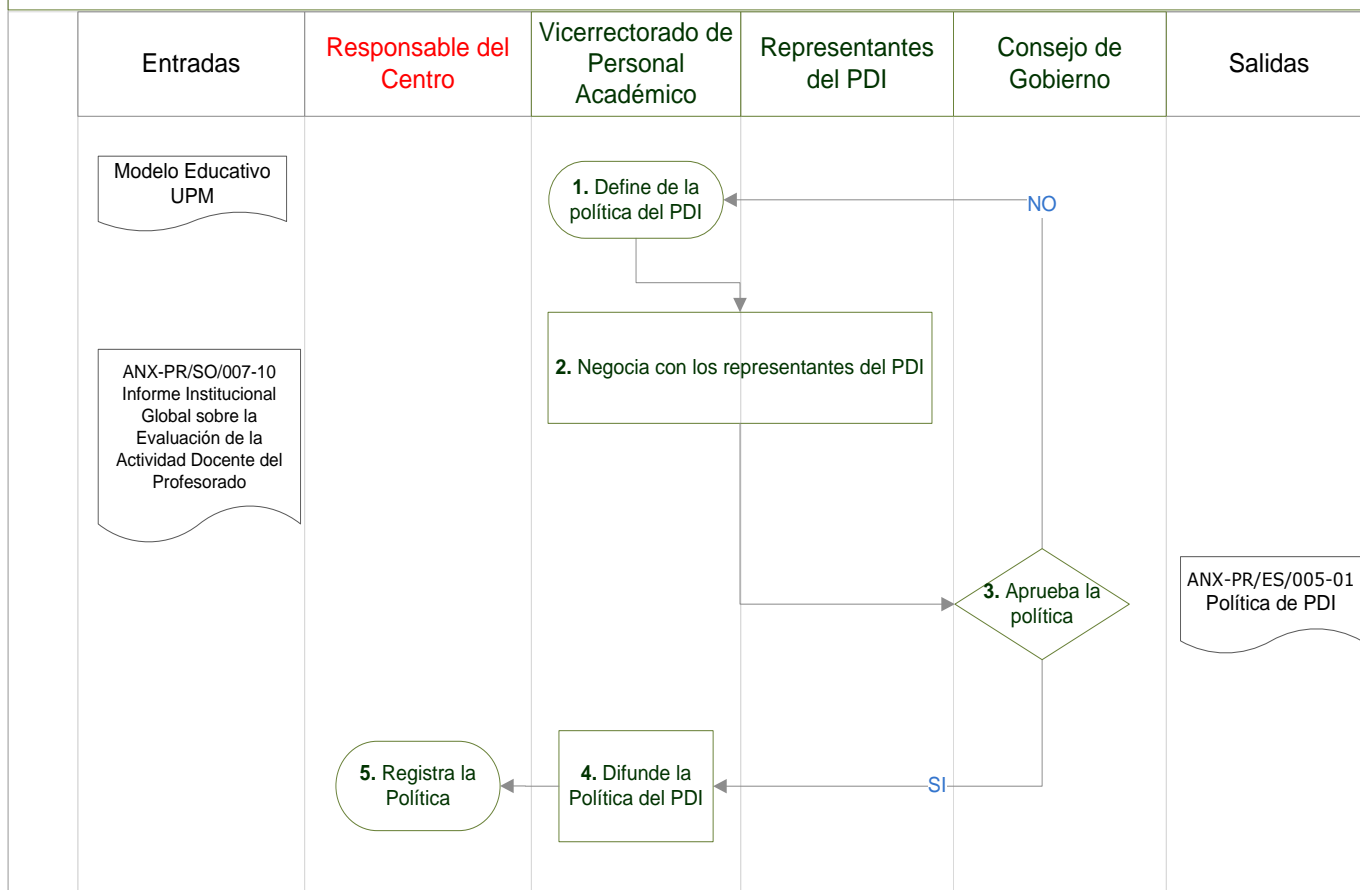 Entradas
Responsable del
Centro
Vicerrectorado de
Personal
Académico
Representantes
del PDI
Consejo de
Gobierno
Salidas
Modelo Educativo
UPM
1. Define de la
política del PDI
NO
2. Negocia con los representantes del PDI
ANX-PR/SO/007-10
Informe Institucional
Global sobre la
Evaluación de la
Actividad Docente del
Profesorado
3. Aprueba la
política
ANX-PR/ES/005-01
Política de PDI
5. Registra la
Política
4. Difunde la
Política del PDI
SI